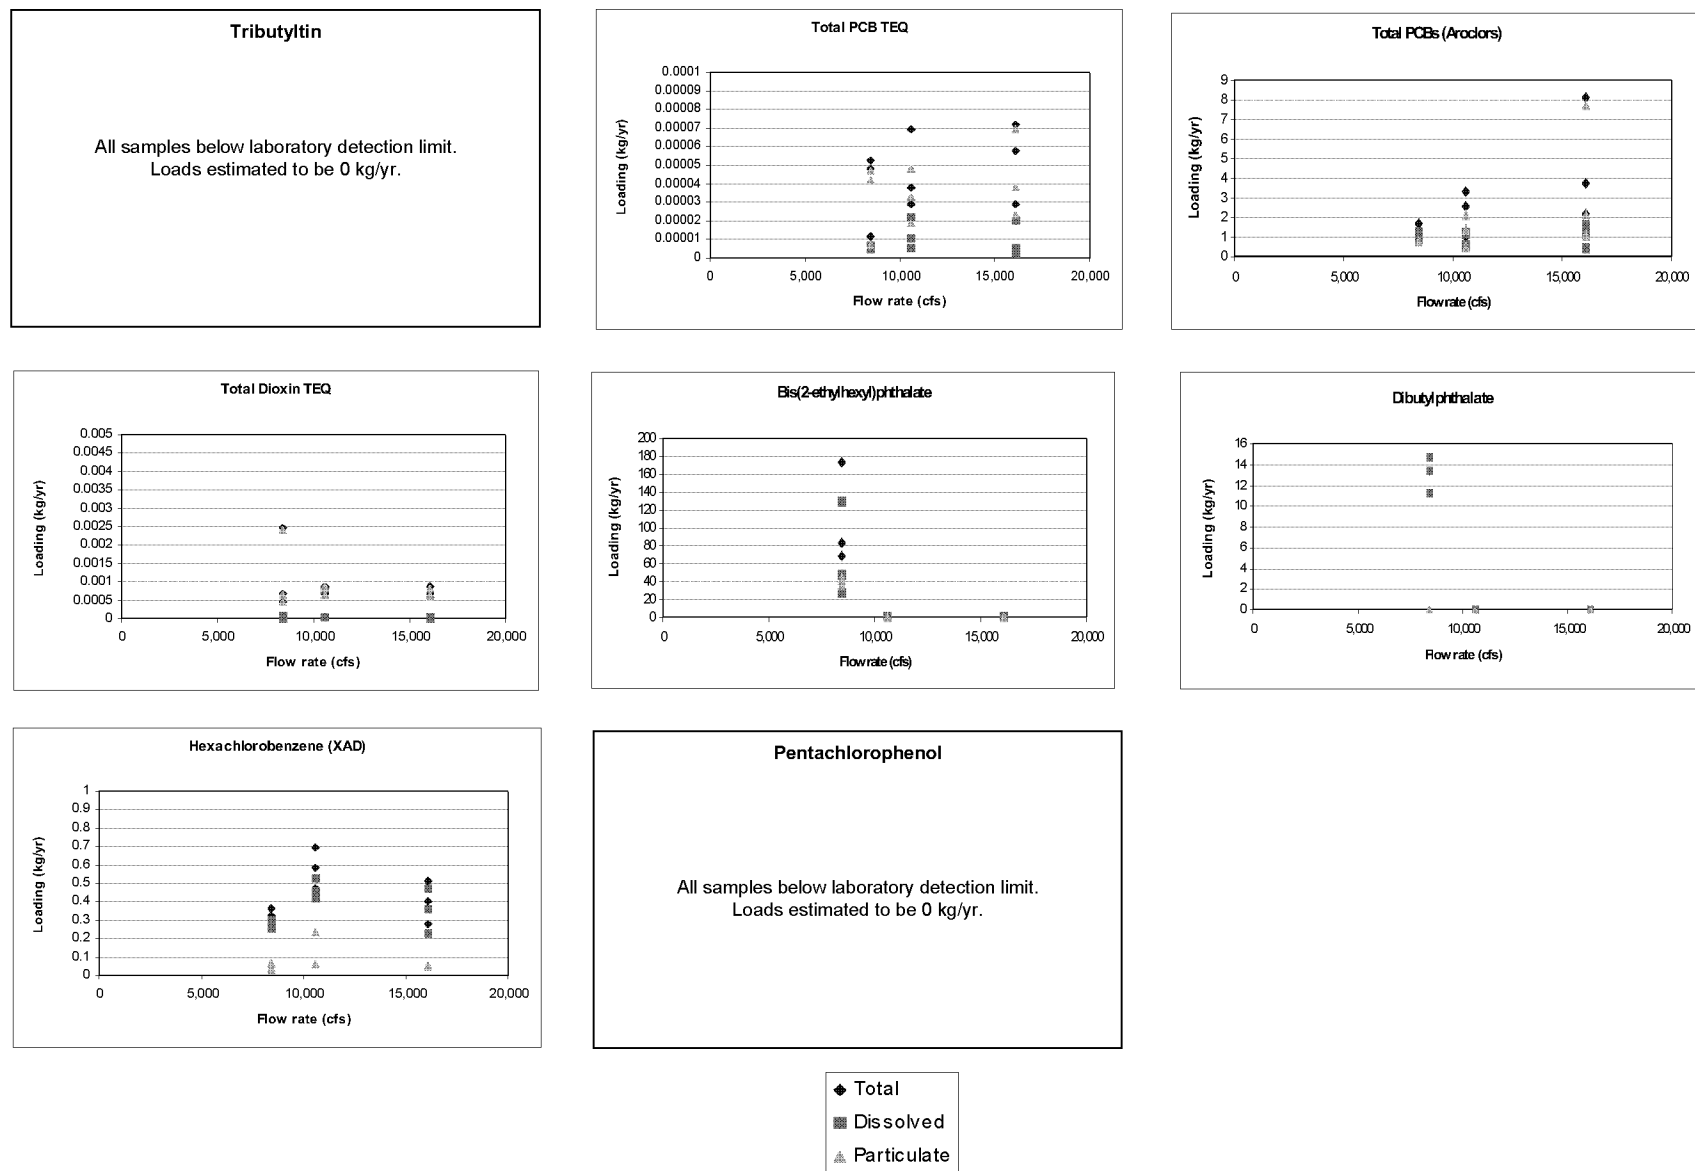 Tributyltin
All samples below laboratory detection limit.
Loads estimated to be 0 kg/yr.
Total PCB TEQ
Loading (kg/yr)
0.0001
0.00009
0.00008
0.00007
0.00006
0.00005
0.00004
0.00003
0.00002
0.00001
0
0 5,000 10,000 15,000 20,000
Flow rate (cfs)
Total PCBs (Aroclors)
Loading (kg/yr)
9
8
7
6
5
4
3
2
1
0
0 5,000 10,000 15,000 20,000
Flow rate (cfs)
Total Dioxin TEQ
Loading (kg/yr)
0.005
0.0045
0.004
0.0035
0.003
0.0025
0.002
0.0015
0.001
0.0005
0
0 5,000 10,000 15,000 20,000
Flow rate (cfs)
Bis(2-ethylhexyl)phthalate
Loading (kg/yr)
200
180
160
140
120
100
80
60
40
20
0
0 5,000 10,000 15,000 20,000
Flow rate (cfs)
Dibutylphthalate
Loading (kg/yr)
16
14
12
10
8
6
4
2
0
0 5,000 10,000 15,000 20,000
Flow rate (cfs)
Hexachlorobenzene (XAD)
Loading (kg/yr)
1
0.9
0.8
0.7
0.6
0.5
0.4
0.3
0.2
0.1
0
0 5,000 10,000 15,000 20,000
Flow rate (cfs)
Pentachlorophenol
All samples below laboratory detection limit.
Loads estimated to be 0 kg/yr.
Total
Dissolved
Particulate